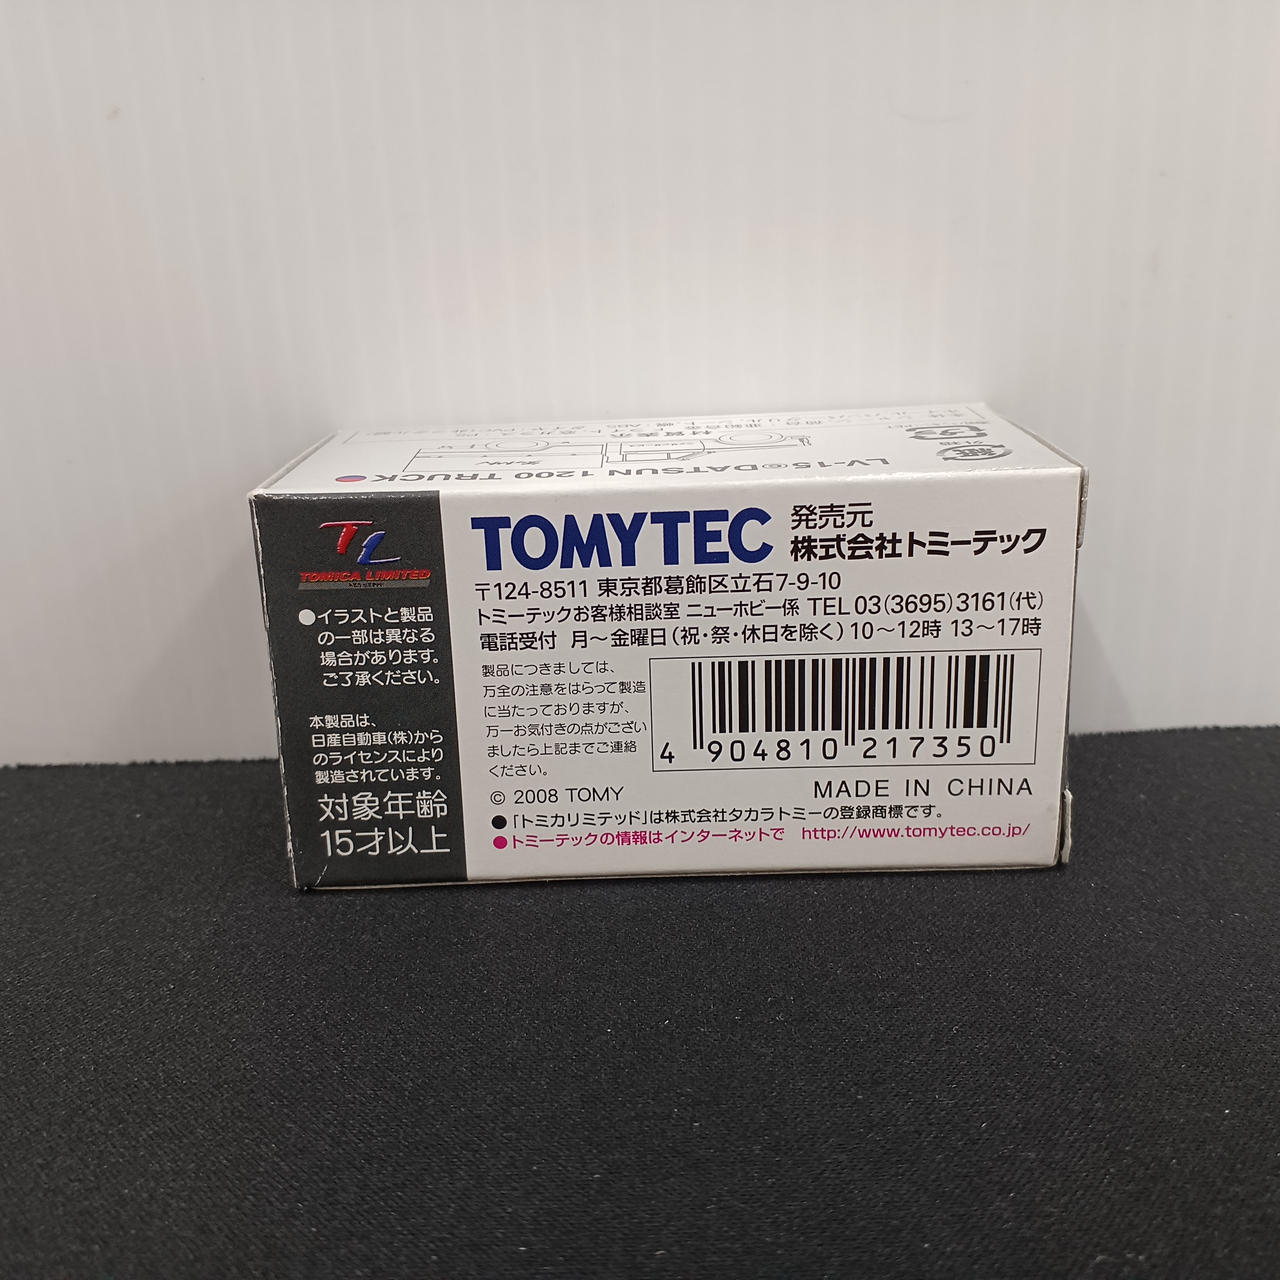 LV-15 DATSUN 1200 TRUCK
材質表示
TL
TOMICA LIMITED
●イラストと製品
の一部は異なる
場合があります。
ご了承ください。
本製品は、
日産自動車(株)から
のライセンスにより
製造されています。
対象年齢
15才以上
TOMYTEC 発売元
株式会社トミーテック
〒124-8511 東京都葛飾区立石7-9-10
トミーテックお客様相談室 ニューホビー係 TEL 03(3695)3161(代)
電話受付 月～金曜日(祝・祭・休日を除く)10～12時 13～17時
製品につきましては、
万全の注意をはらって製造
に当たっておりますが、
万一お気付きの点がござい
ましたら上記までご連絡
ください。
4 904810 217350
© 2008 TOMY
MADE IN CHINA
●「トミカリミテッド」は株式会社タカラトミーの登録商標です。
●トミーテックの情報はインターネットで http://www.tomytec.co.jp/